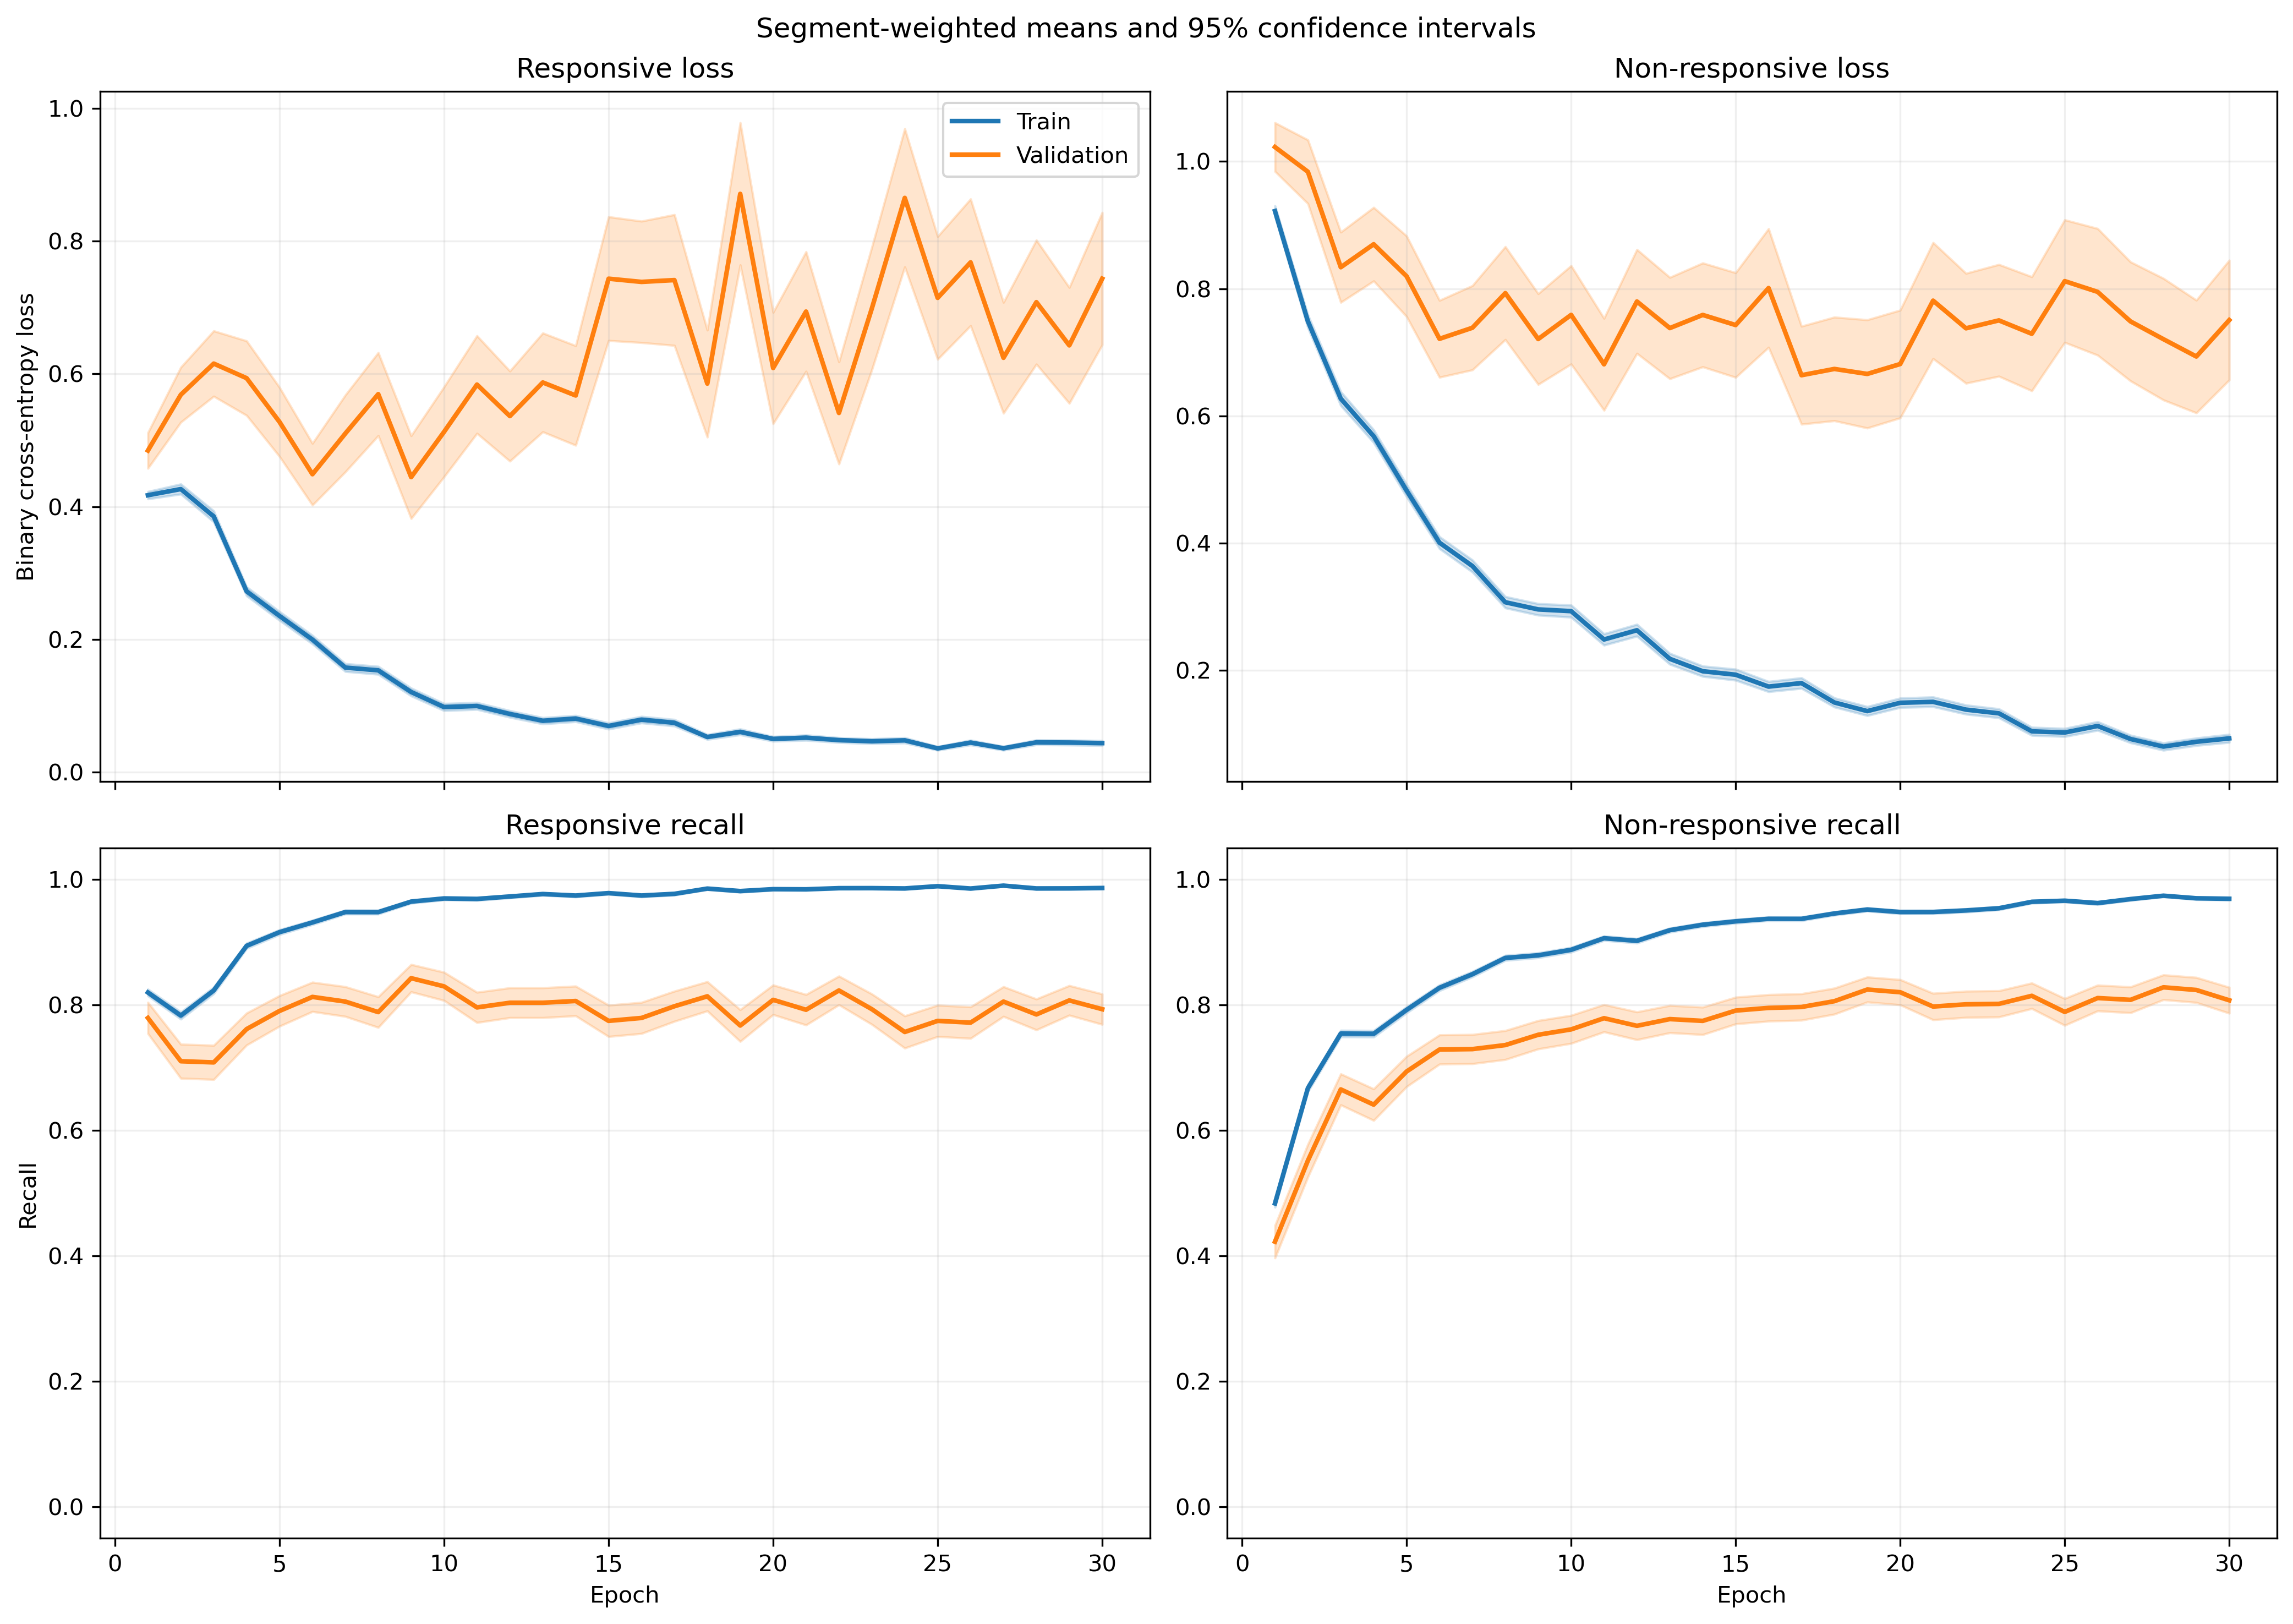 Segment-weighted means and 95% confidence intervals
Responsive loss
Non-responsive loss
Train
Validation
Binary cross-entropy loss
1.0
0.8
0.6
0.4
0.2
0.0
1.0
0.8
0.6
0.4
0.2
Responsive recall
Non-responsive recall
Recall
1.0
0.8
0.6
0.4
0.2
0.0
0 5 10 15 20 25 30
Epoch
1.0
0.8
0.6
0.4
0.2
0.0
0 5 10 15 20 25 30
Epoch